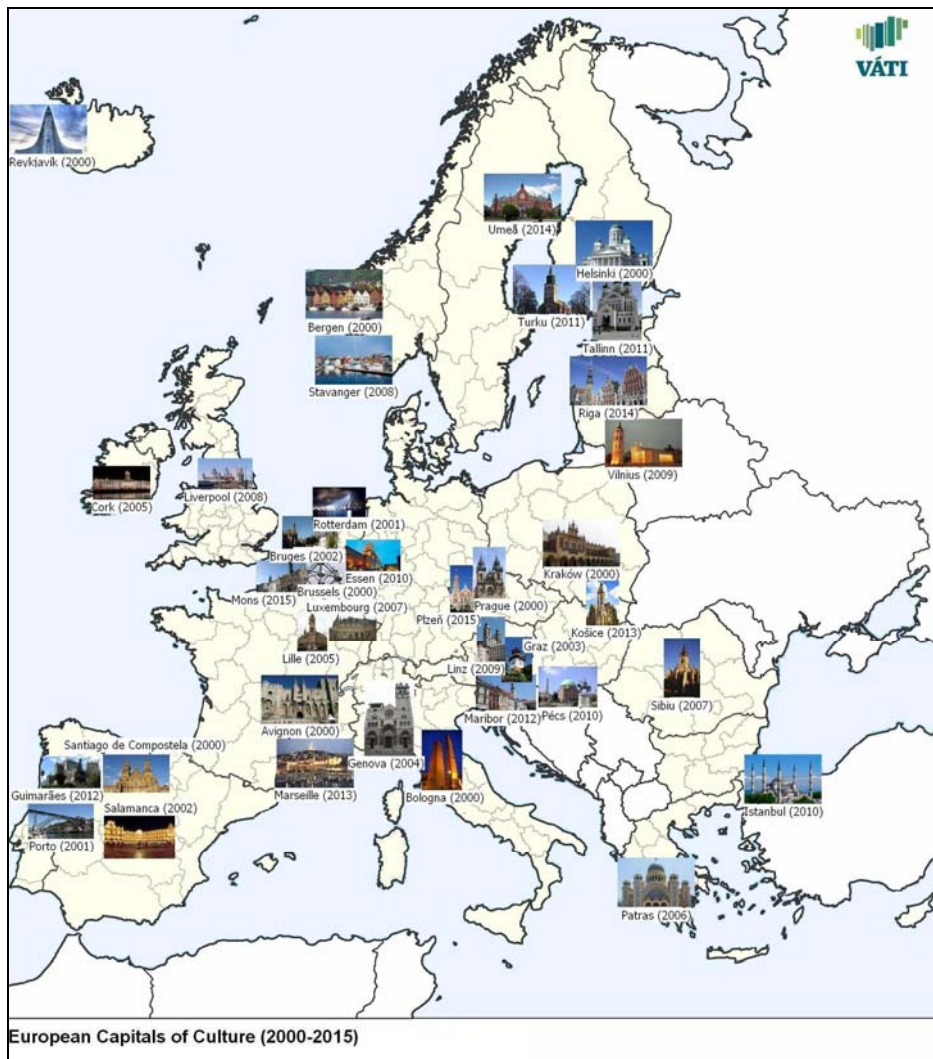 VÁTI
Reykjavík (2000)
Umeå (2014)
Helsinki (2000)
Bergen (2000)
Turku (2011)
Tallinn (2011)
Stavanger (2008)
Riga (2014)
Vilnius (2009)
Cork (2005)
Liverpool (2008)
Rotterdam (2001)
Bruges (2002)
Essen (2010)
Kraków (2000)
Mons (2015)
Brussels (2000)
Luxembourg (2007)
Plzeň (2015)
Prague (2000)
Košice (2013)
Lille (2005)
Linz (2009)
Graz (2003)
Sibiu (2007)
Maribor (2012)
Pécs (2010)
Avignon (2000)
Santiago de Compostela (2000)
Genova (2004)
Guimarães (2012)
Salamanca (2002)
Marseille (2013)
Bologna (2000)
Istanbul (2010)
Porto (2001)
Patras (2006)
European Capitals of Culture (2000-2015)